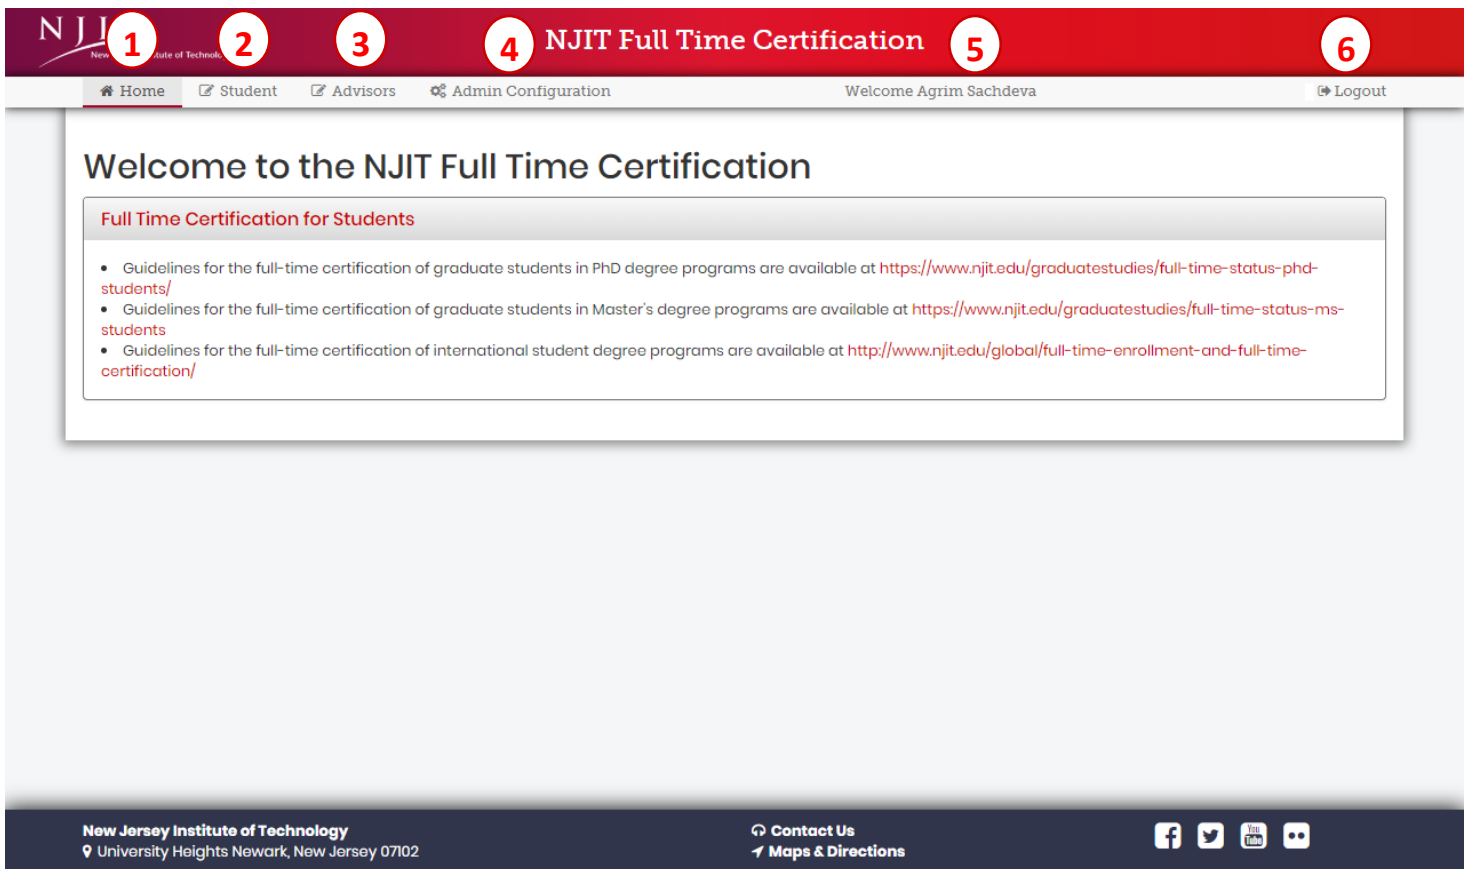 NJIT Full Time Certification
1 2 3 4 5 6
Home Student Advisors Admin Configuration Welcome Agrim Sachdeva Logout
Welcome to the NJIT Full Time Certification
Full Time Certification for Students
• Guidelines for the full-time certification of graduate students in PhD degree programs are available at https://www.njit.edu/graduatestudies/full-time-status-phd-
students/
• Guidelines for the full-time certification of graduate students in Master's degree programs are available at https://www.njit.edu/graduatestudies/full-time-status-ms-
students
• Guidelines for the full-time certification of international student degree programs are available at http://www.njit.edu/global/full-time-enrollment-and-full-time-
certification/
New Jersey Institute of Technology
University Heights Newark, New Jersey 07102
Contact Us
Maps & Directions
You
Tube